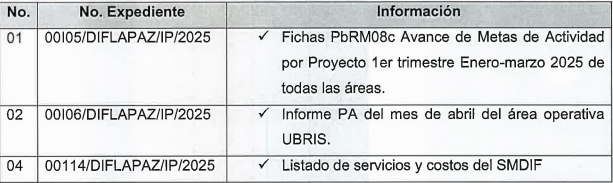 No. No. Expediente Información
01 00I05/DIFLAPAZ/IP/2025 ✓ Fichas PbRM08c Avance de Metas de Actividad
por Proyecto 1er trimestre Enero-marzo 2025 de
todas las áreas.
02 00I06/DIFLAPAZ/IP/2025 ✓ Informe PA del mes de abril del área operativa
UBRIS.
04 00114/DIFLAPAZ/IP/2025 ✓ Listado de servicios y costos del SMDIF